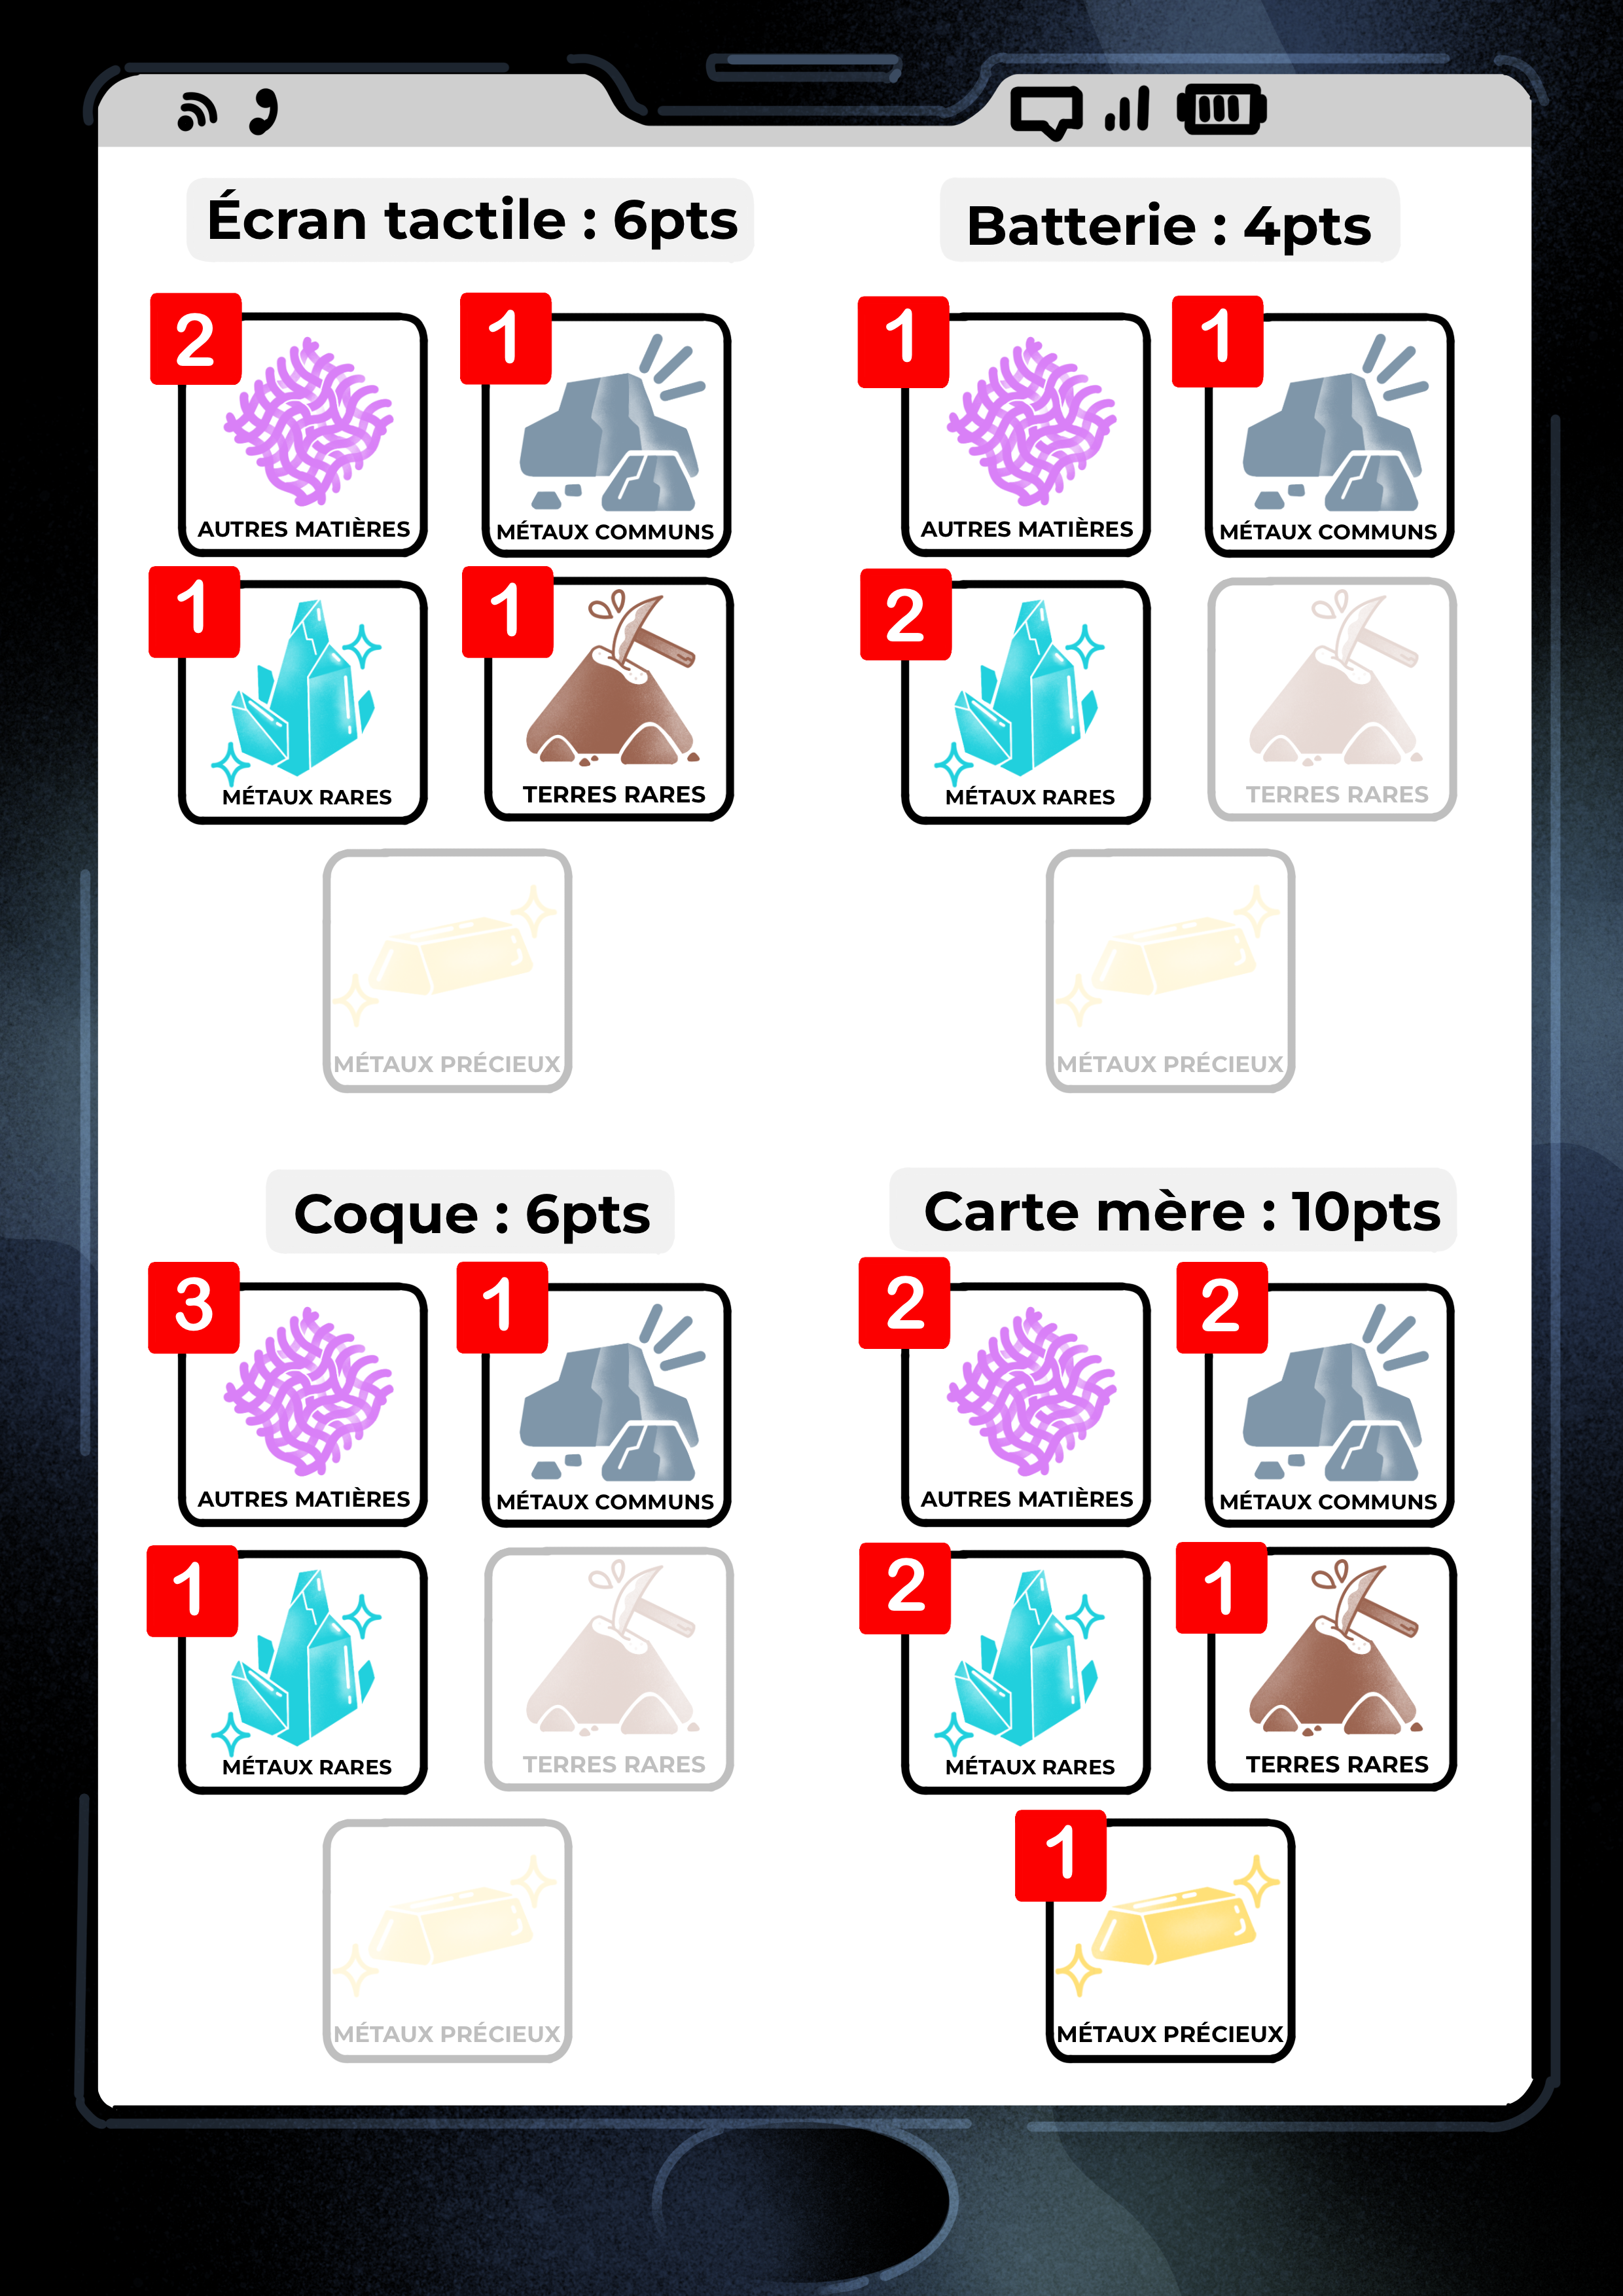 Écran tactile : 6pts
2
AUTRES MATIÈRES
1
MÉTAUX COMMUNS
1
MÉTAUX RARES
1
TERRES RARES
MÉTAUX PRÉCIEUX
Batterie : 4pts
1
AUTRES MATIÈRES
1
MÉTAUX COMMUNS
2
MÉTAUX RARES
TERRES RARES
MÉTAUX PRÉCIEUX
Coque : 6pts
3
AUTRES MATIÈRES
1
MÉTAUX COMMUNS
1
MÉTAUX RARES
TERRES RARES
MÉTAUX PRÉCIEUX
Carte mère : 10pts
2
AUTRES MATIÈRES
2
MÉTAUX COMMUNS
2
MÉTAUX RARES
1
TERRES RARES
1
MÉTAUX PRÉCIEUX